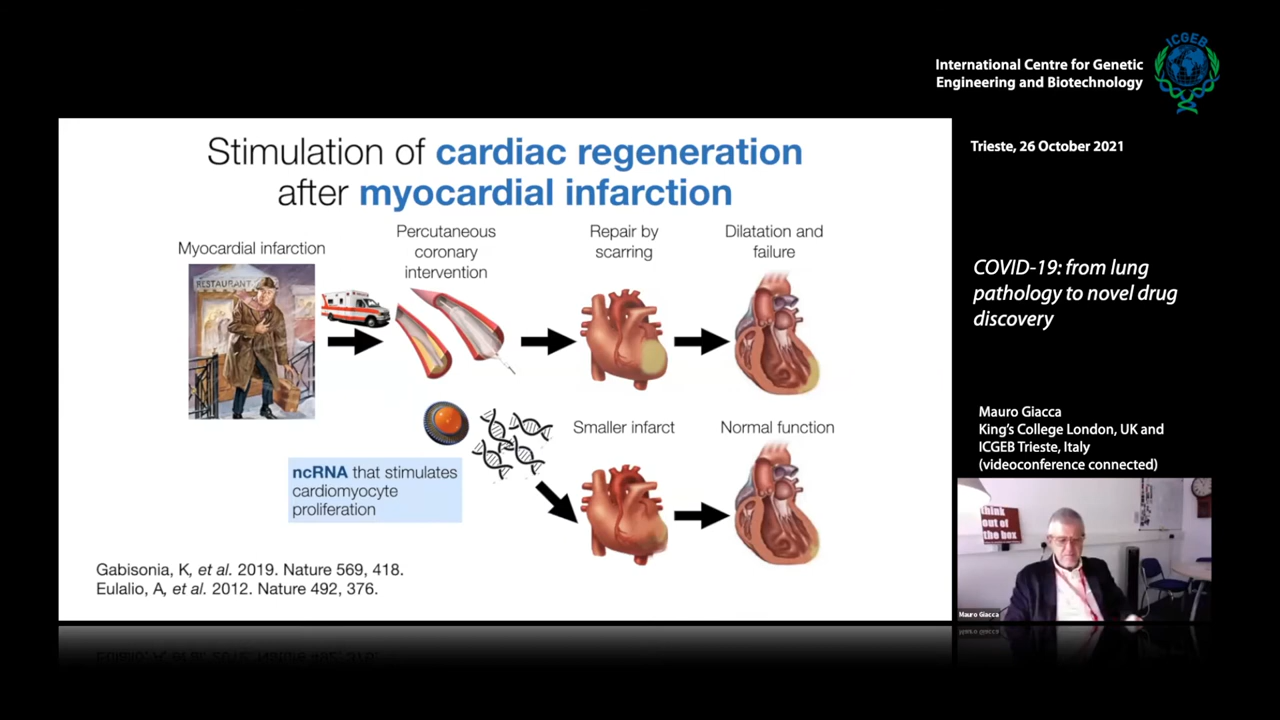 ICGEB
International Centre for Genetic
Engineering and Biotechnology
Trieste, 26 October 2021
COVID-19: from lung
pathology to novel drug
discovery
Mauro Giacca
King's College London, UK and
ICGEB Trieste, Italy
(videoconference connected)
Stimulation of cardiac regeneration
after myocardial infarction
Myocardial infarction
Percutaneous
coronary
intervention
Repair by
scarring
Dilatation and
failure
RESTAURANT
Smaller infarct
Normal function
ncRNA that stimulates
cardiomyocyte
proliferation
Gabisonia, K, et al. 2019. Nature 569, 418.
Eulalio, A, et al. 2012. Nature 492, 376.
think
out of
the box
Mauro Giacca